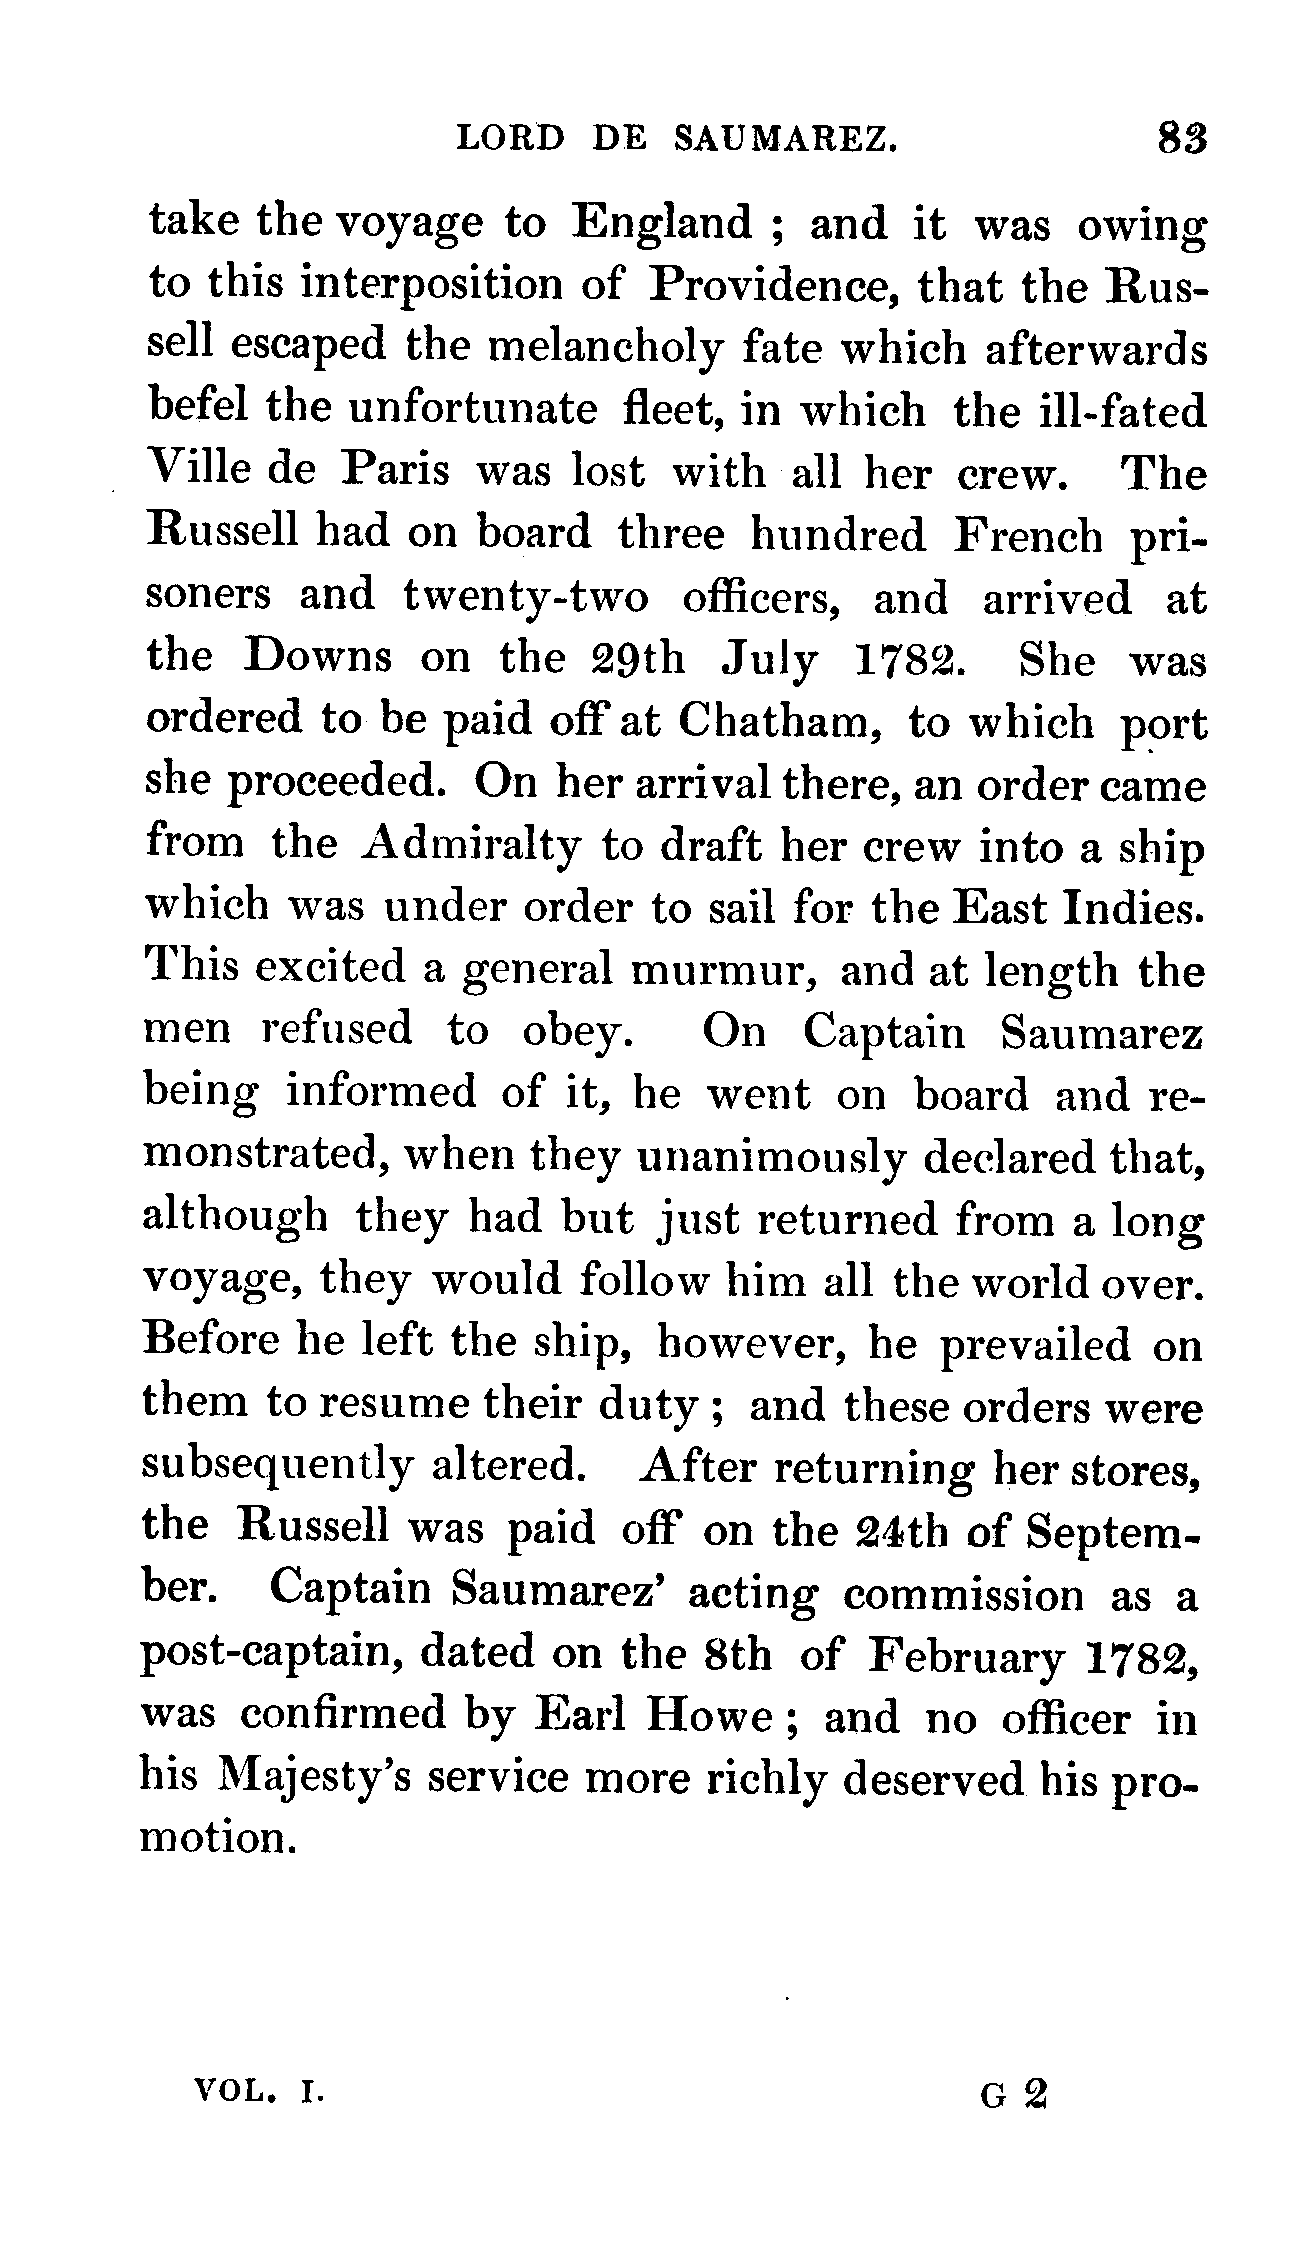 LORD DE SAUMAREZ. 83
take the voyage to England ; and it was owing
to this interposition of Providence, that the Rus-
sell escaped the melancholy fate which afterwards
befel the unfortunate fleet, in which the ill-fated
Ville de Paris was lost with all her crew. The
Russell had on board three hundred French pri-
soners and twenty-two officers, and arrived at
the Downs on the 29th July 1782. She was
ordered to be paid off at Chatham, to which port
she proceeded. On her arrival there, an order came
from the Admiralty to draft her crew into a ship
which was under order to sail for the East Indies.
This excited a general murmur, and at length the
men refused to obey. On Captain Saumarez
being informed of it, he went on board and re-
monstrated, when they unanimously declared that,
although they had but just returned from a long
voyage, they would follow him all the world over.
Before he left the ship, however, he prevailed on
them to resume their duty ; and these orders were
subsequently altered. After returning her stores,
the Russell was paid off on the 24th of Septem-
ber. Captain Saumarez' acting commission as a
post-captain, dated on the 8th of February 1782,
was confirmed by Earl Howe ; and no officer in
his Majesty's service more richly deserved his pro-
motion.
VOL. I. G 2